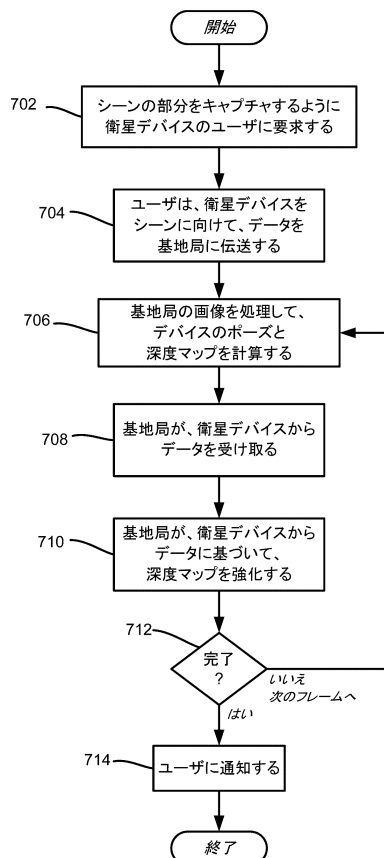 開始
702
シーンの部分をキャプチャするように
衛星デバイスのユーザに要求する
704
ユーザは、衛星デバイスを
シーンに向けて、データを
基地局に伝送する
706
基地局の画像を処理して、
デバイスのポーズと
深度マップを計算する
708
基地局が、衛星デバイスから
データを受け取る
710
基地局が、衛星デバイスから
データに基づいて、
深度マップを強化する
712
完了
?
いいえ
次のフレームへ
はい
714
ユーザに通知する
終了